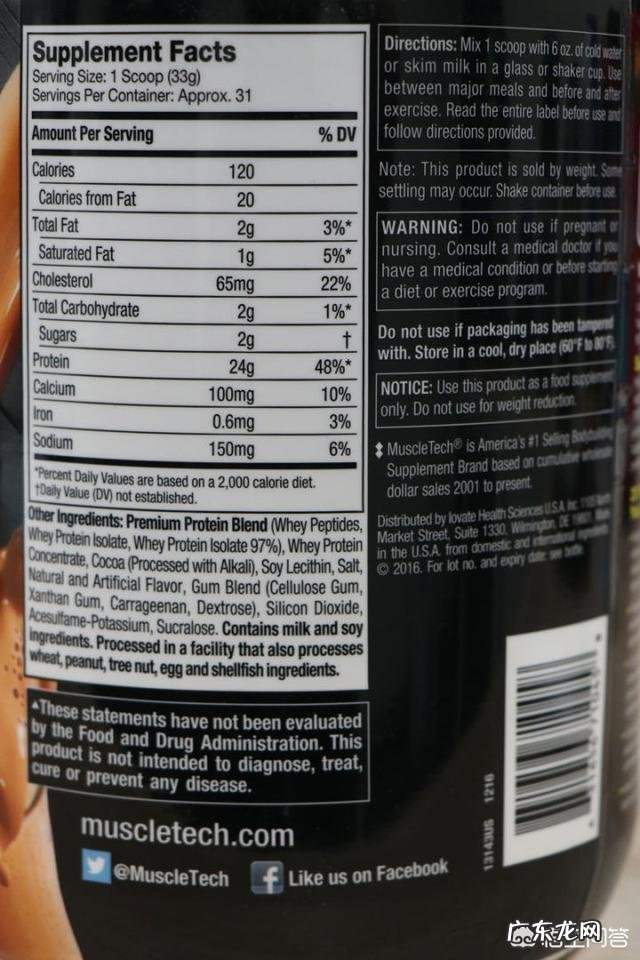 Supplement Facts
Serving Size: 1 Scoop (33g)
Servings Per Container: Approx. 31
Amount Per Serving % DV
Calories 120
Calories from Fat 20
Total Fat 2g 3%*
Saturated Fat 1g 5%*
Cholesterol 65mg 22%
Total Carbohydrate 2g 1%*
Sugars 2g †
Protein 24g 48%*
Calcium 100mg 10%
Iron 0.6mg 3%
Sodium 150mg 6%
*Percent Daily Values are based on a 2,000 calorie diet.
†Daily Value (DV) not established.
Other Ingredients: Premium Protein Blend (Whey Peptides,
Whey Protein Isolate, Whey Protein Isolate 97%), Whey Protein
Concentrate, Cocoa (Processed with Alkali), Soy Lecithin, Salt,
Natural and Artificial Flavor, Gum Blend (Cellulose Gum,
Xanthan Gum, Carrageenan, Dextrose), Silicon Dioxide,
Acesulfame-Potassium, Sucralose. Contains milk and soy
ingredients. Processed in a facility that also processes
wheat, peanut, tree nut, egg and shellfish ingredients.
▲These statements have not been evaluated
by the Food and Drug Administration. This
product is not intended to diagnose, treat,
cure or prevent any disease.
muscletech.com
@MuscleTech Like us on Facebook
Directions: Mix 1 scoop with 6 oz. of cold water
or skim milk in a glass or shaker cup. Use
between major meals and before and after
exercise. Read the entire label before use and
follow directions provided.
Note: This product is sold by weight. Some
settling may occur. Shake container before use.
WARNING: Do not use if pregnant or
nursing. Consult a medical doctor if you
have a medical condition or before starting
a diet or exercise program.
Do not use if packaging has been tampered
with. Store in a cool, dry place (60°F to 80°F).
NOTICE: Use this product as a food supplement
only. Do not use for weight reduction.
MuscleTech® is America's #1 Selling Bodybuilding
Supplement Brand based on cumulative wholesale
dollar sales 2001 to present.
Distributed by Iovate Health Sciences U.S.A. Inc. 1105 North
Market Street, Suite 1330, Wilmington, DE 19801. Made
in the U.S.A. from domestic and international ingredients.
© 2016. For lot no. and expiry date: see bottle
13143US 1216
广东龙网
悟空问答